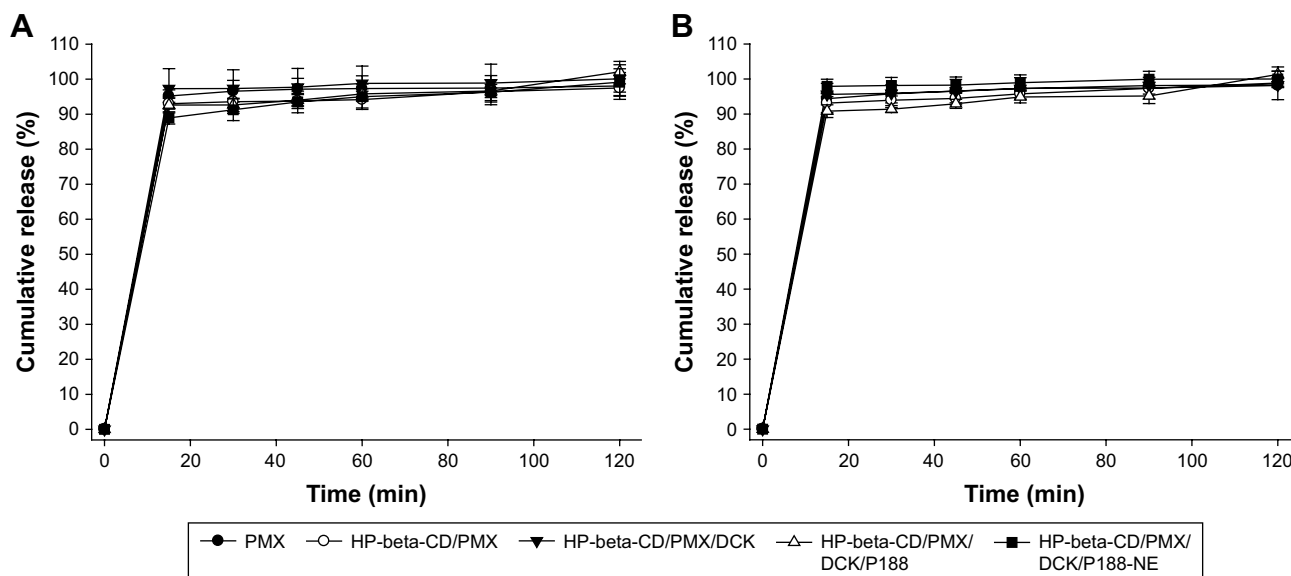 A
B
Cumulative release (%)
110
100
90
80
70
60
50
40
30
20
10
0
0 20 40 60 80 100 120
Time (min)
Cumulative release (%)
110
100
90
80
70
60
50
40
30
20
10
0
0 20 40 60 80 100 120
Time (min)
PMX
HP-beta-CD/PMX
HP-beta-CD/PMX/DCK
HP-beta-CD/PMX/
DCK/P188
HP-beta-CD/PMX/
DCK/P188-NE